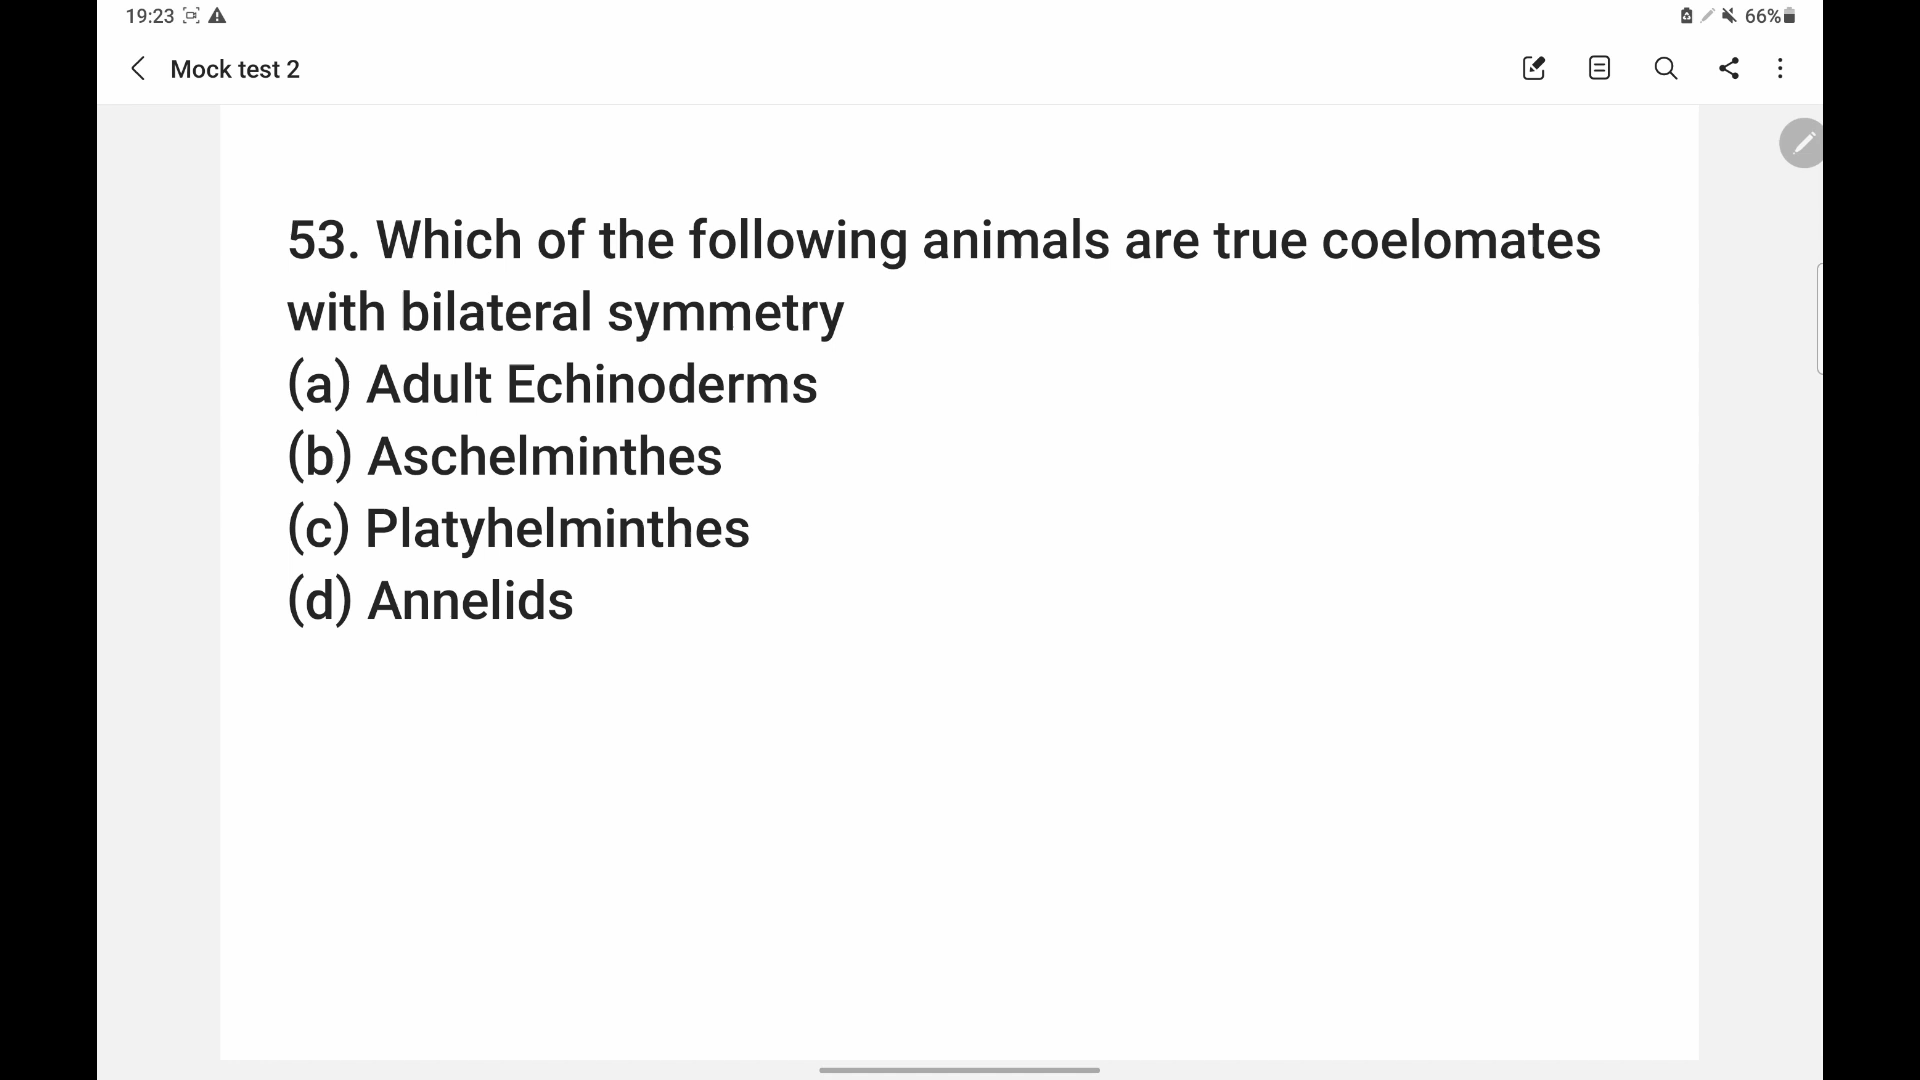 19:23
66%
Mock test 2
53. Which of the following animals are true coelomates
with bilateral symmetry
(a) Adult Echinoderms
(b) Aschelminthes
(c) Platyhelminthes
(d) Annelids